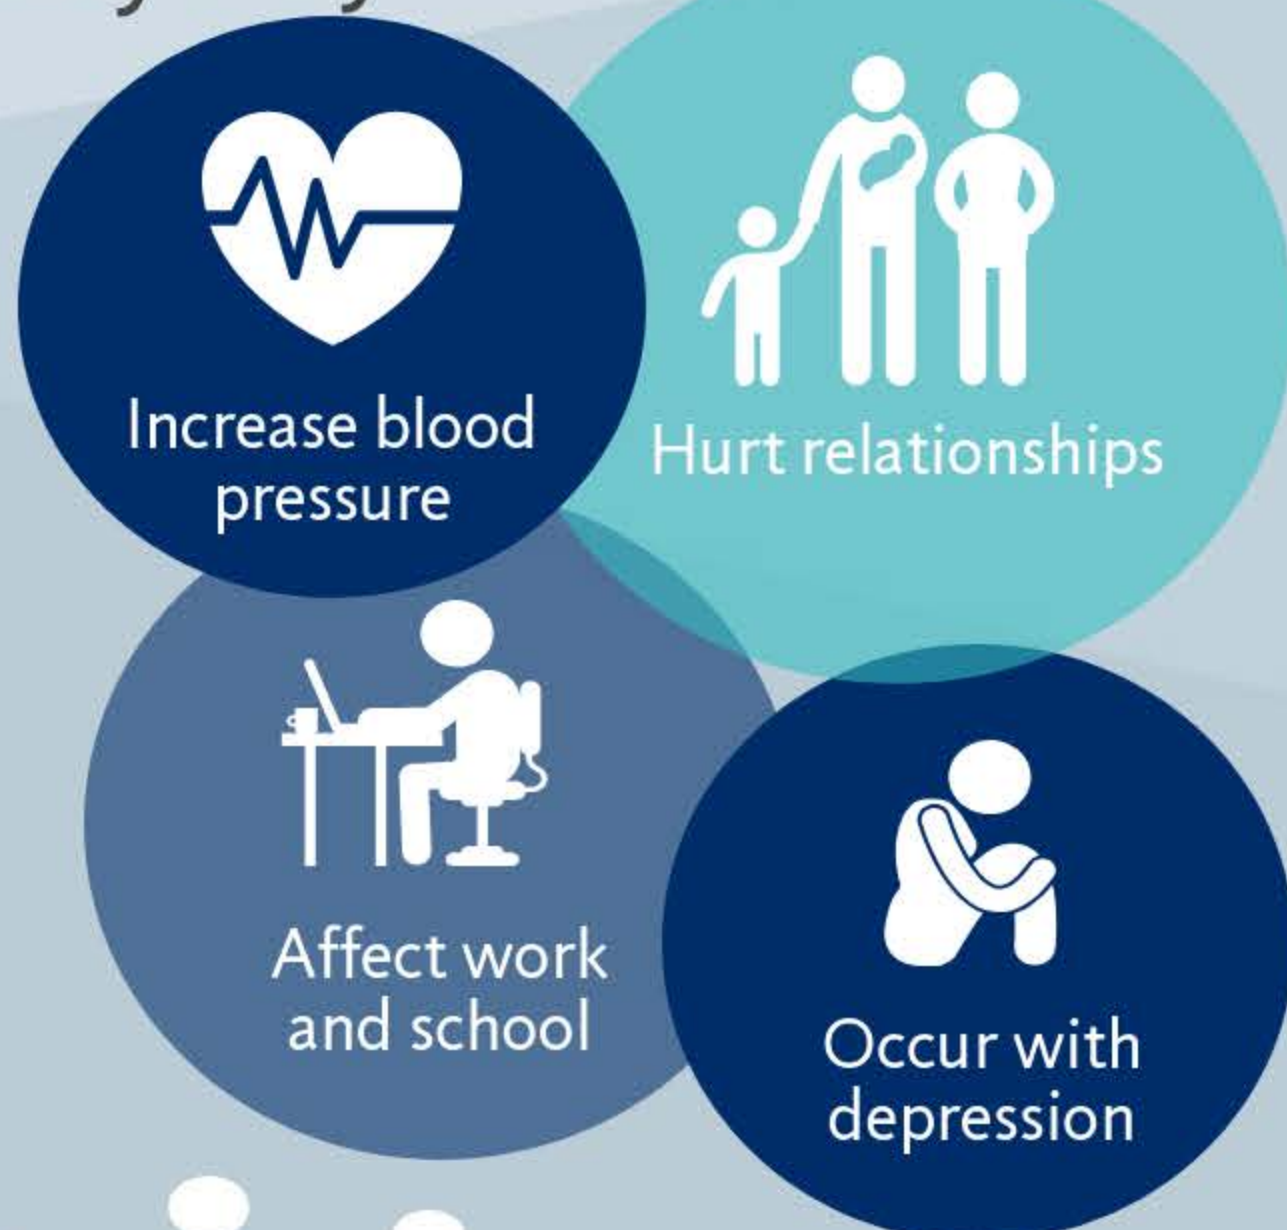 Increase blood
pressure
Hurt relationships
Affect work
and school
Occur with
depression